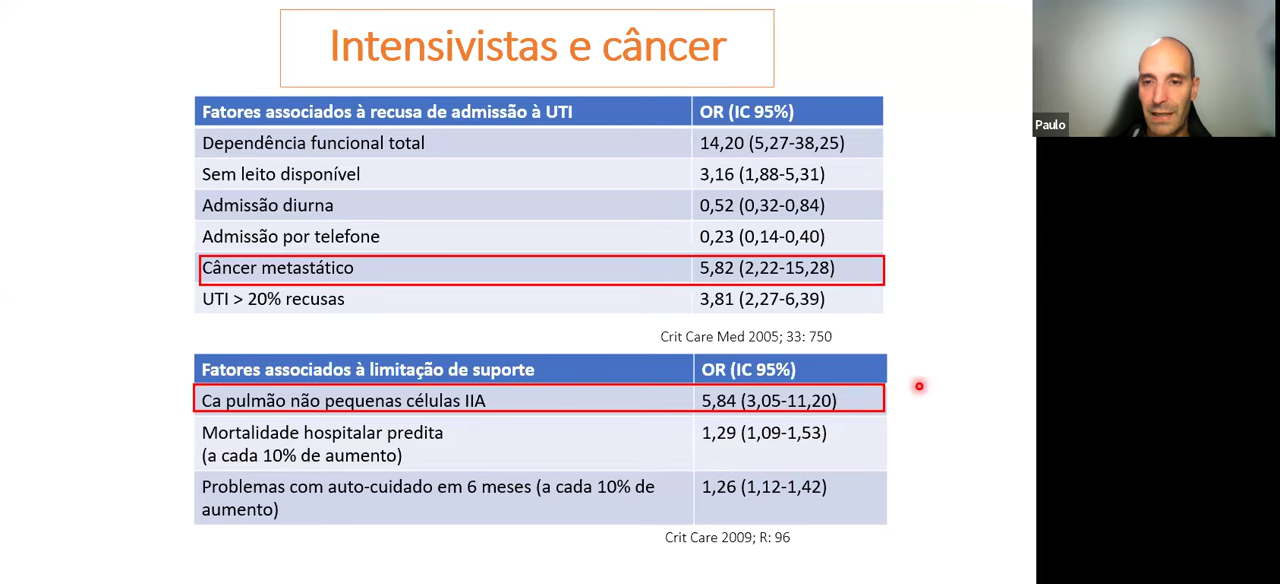 Intensivistas e câncer
Paulo
Fatores associados à recusa de admissão à UTI OR (IC 95%)
Dependência funcional total 14,20 (5,27-38,25)
Sem leito disponível 3,16 (1,88-5,31)
Admissão diurna 0,52 (0,32-0,84)
Admissão por telefone 0,23 (0,14-0,40)
Câncer metastático 5,82 (2,22-15,28)
UTI > 20% recusas 3,81 (2,27-6,39)
Crit Care Med 2005; 33: 750
Fatores associados à limitação de suporte OR (IC 95%)
Ca pulmão não pequenas células IIA 5,84 (3,05-11,20)
Mortalidade hospitalar predita 1,29 (1,09-1,53)
(a cada 10% de aumento)
Problemas com auto-cuidado em 6 meses (a cada 10% de 1,26 (1,12-1,42)
aumento)
Crit Care 2009; R: 96